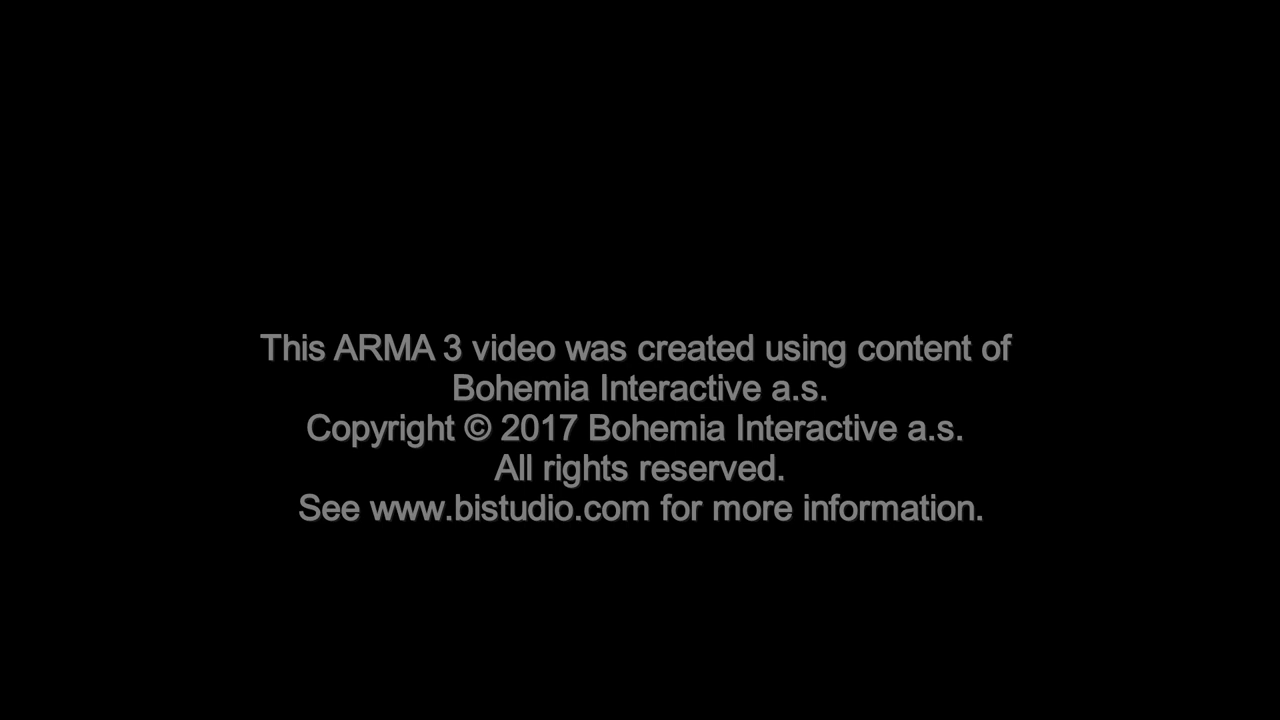 This ARMA 3 video was created using content of
Bohemia Interactive a.s.
Copyright © 2017 Bohemia Interactive a.s.
All rights reserved.
See www.bistudio.com for more information.